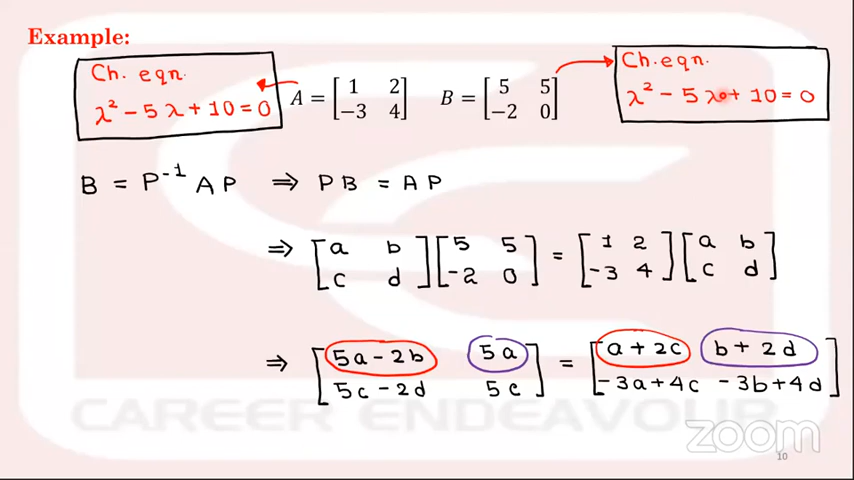 Example:
Ch. eqn.
λ² - 5λ + 10 = 0
A = [1 2; -3 4]
B = [5 5; -2 0]
Ch. eqn.
λ² - 5λ + 10 = 0
B = P⁻¹ A P ⇒ PB = AP
⇒ [a b; c d] [5 5; -2 0] = [1 2; -3 4] [a b; c d]
⇒ [5a - 2b 5a; 5c - 2d 5c] = [a + 2c b + 2d; -3a + 4c -3b + 4d]
CAREER ENDEAVOUR
zoom
10